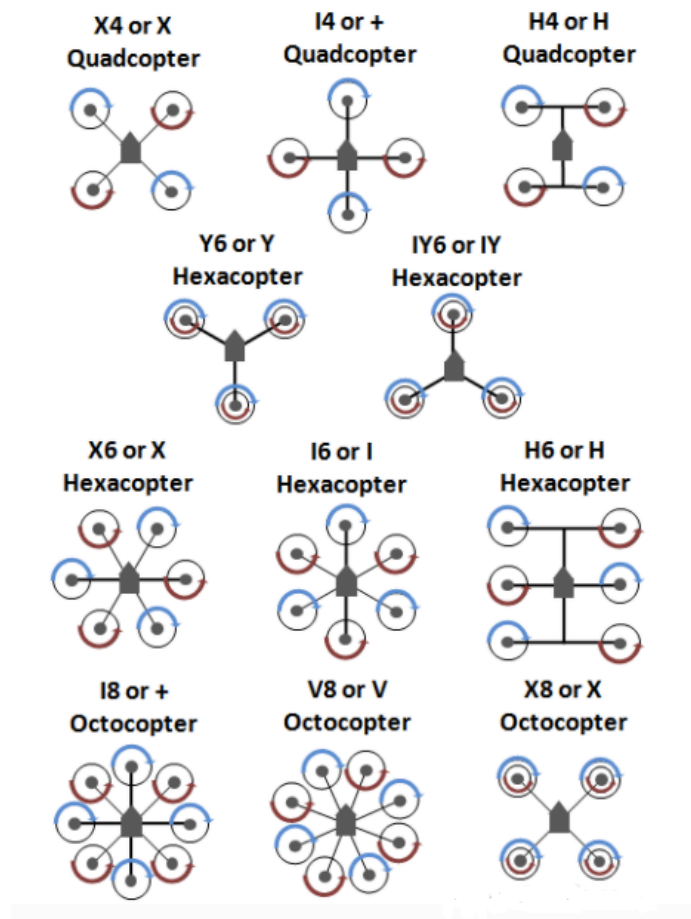 X4 or X
Quadcopter
I4 or +
Quadcopter
H4 or H
Quadcopter
Y6 or Y
Hexacopter
IY6 or IY
Hexacopter
X6 or X
Hexacopter
I6 or I
Hexacopter
H6 or H
Hexacopter
I8 or +
Octocopter
V8 or V
Octocopter
X8 or X
Octocopter